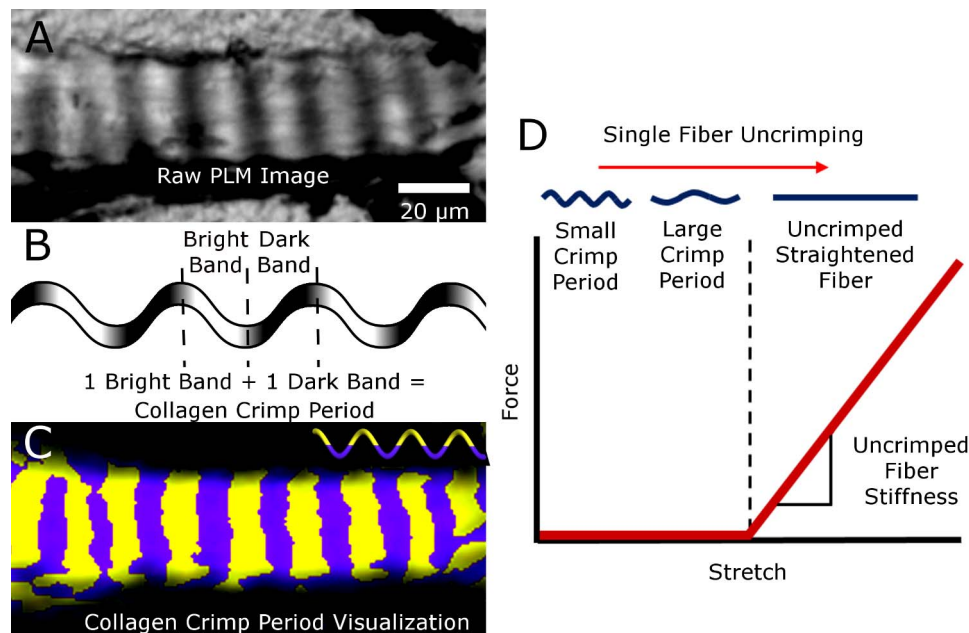 A
Raw PLM Image
20 µm
B
Bright Dark
Band Band
1 Bright Band + 1 Dark Band =
Collagen Crimp Period
C
Collagen Crimp Period Visualization
D
Single Fiber Uncrimping
Small
Crimp
Period
Large
Crimp
Period
Uncrimped
Straightened
Fiber
Force
Uncrimped
Fiber
Stiffness
Stretch